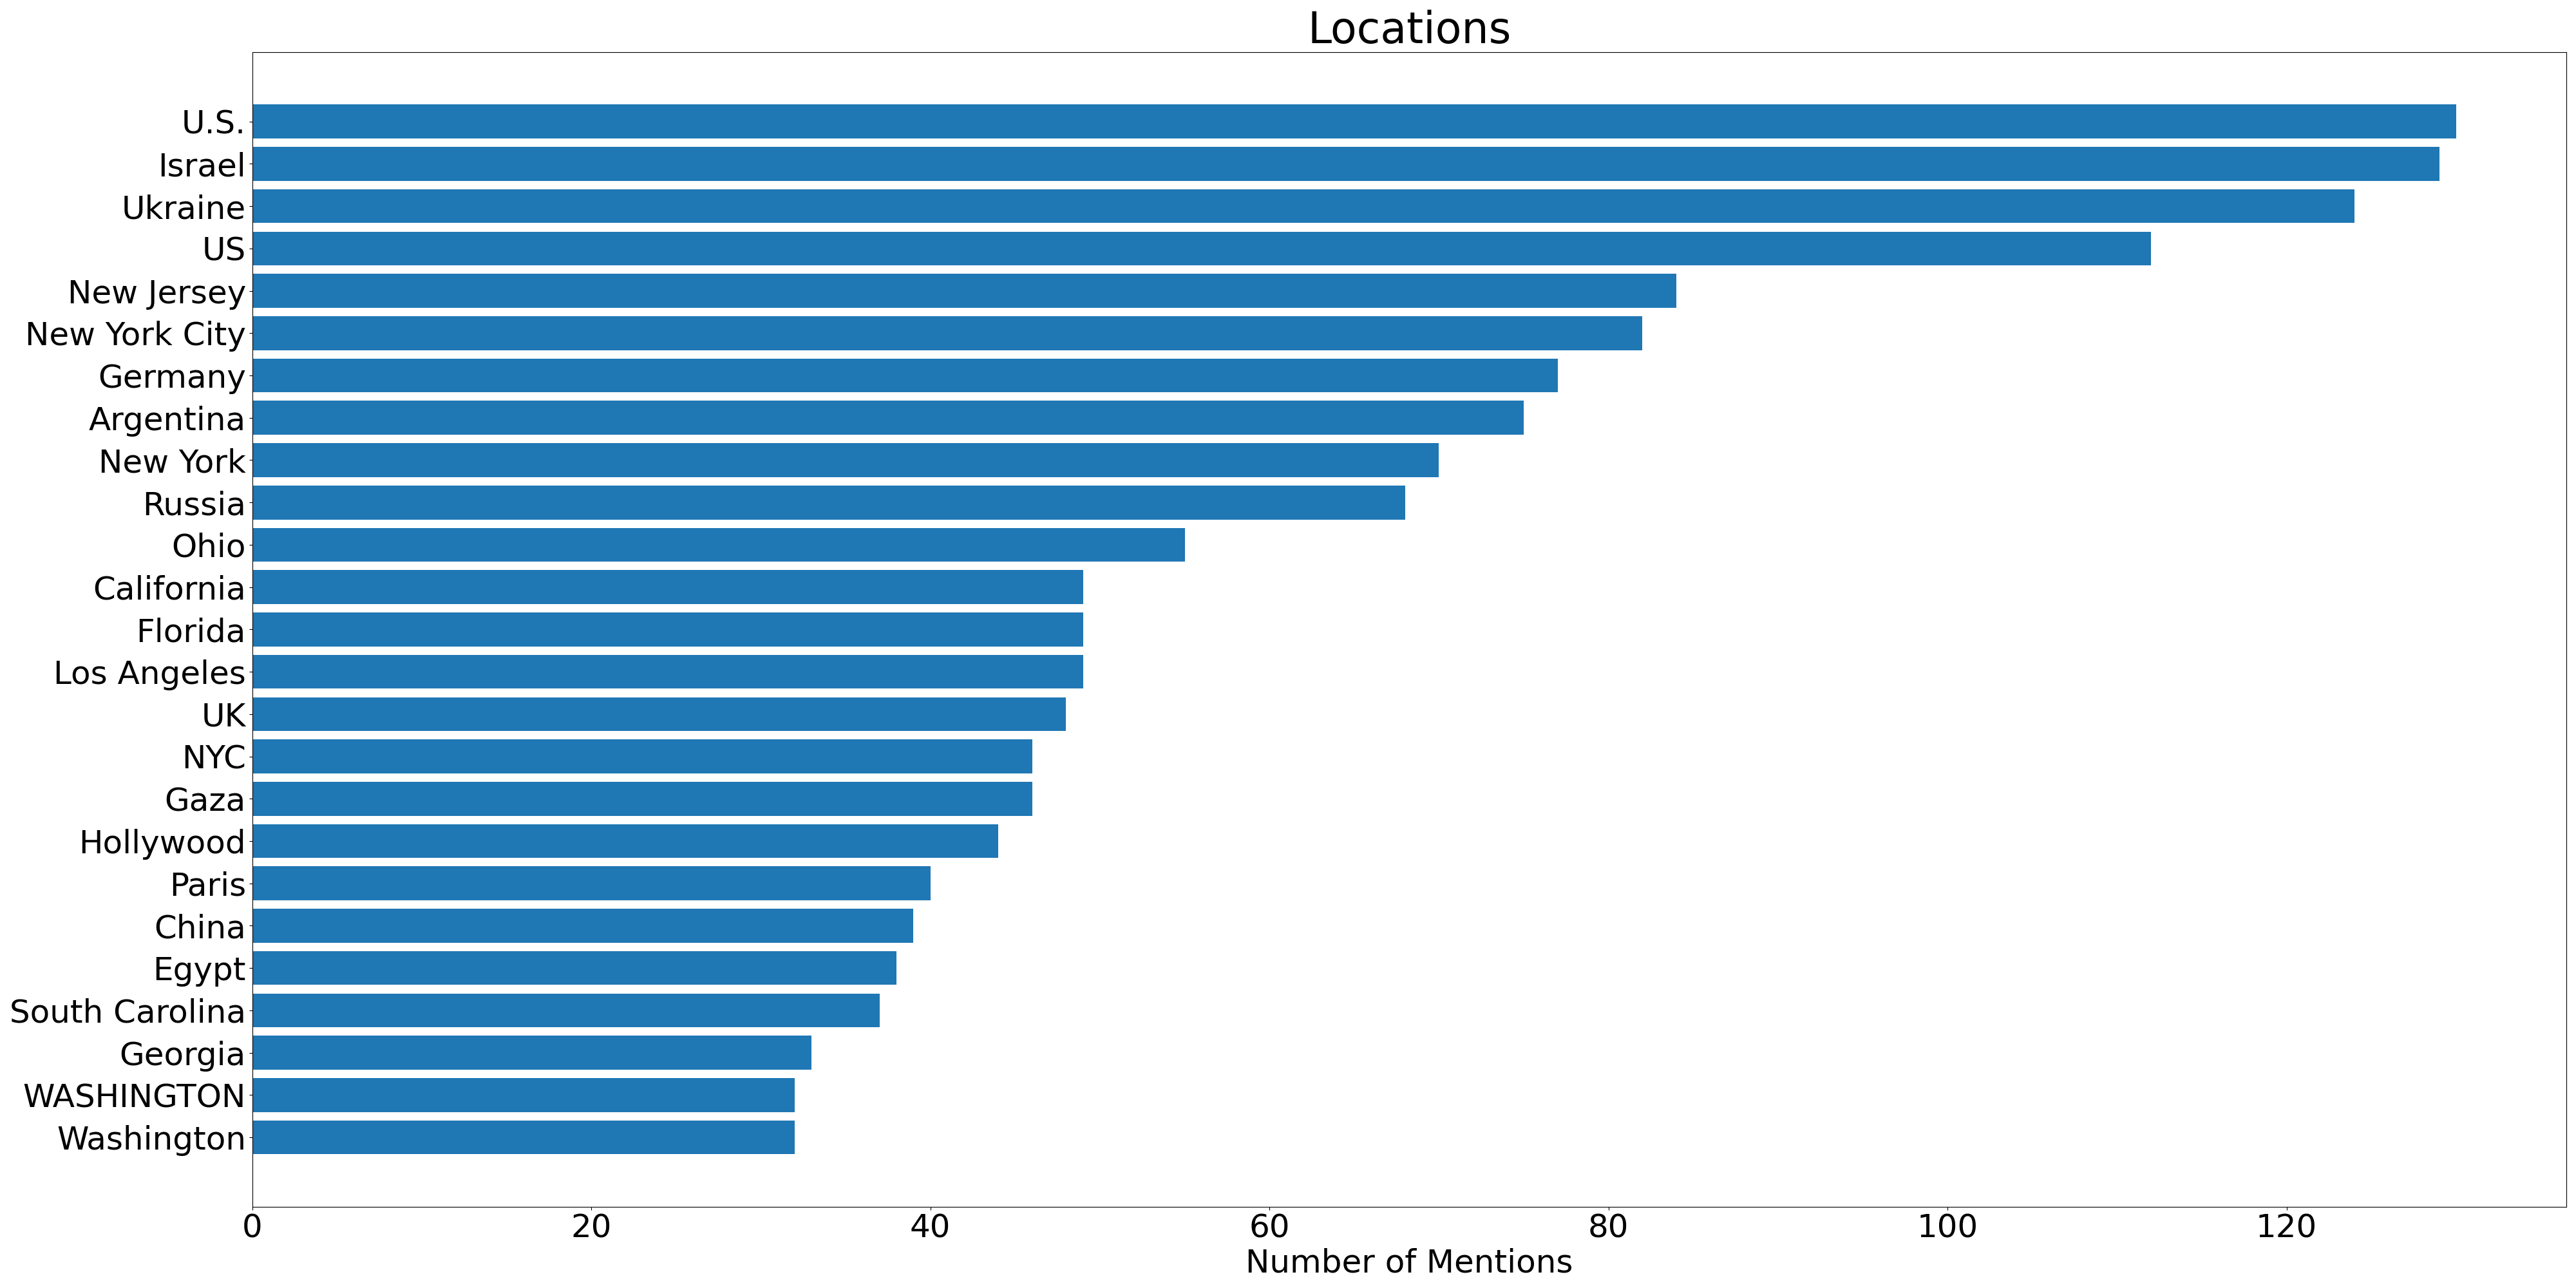 Locations
U.S.
Israel
Ukraine
US
New Jersey
New York City
Germany
Argentina
New York
Russia
Ohio
California
Florida
Los Angeles
UK
NYC
Gaza
Hollywood
Paris
China
Egypt
South Carolina
Georgia
WASHINGTON
Washington
0 20 40 60 80 100 120
Number of Mentions